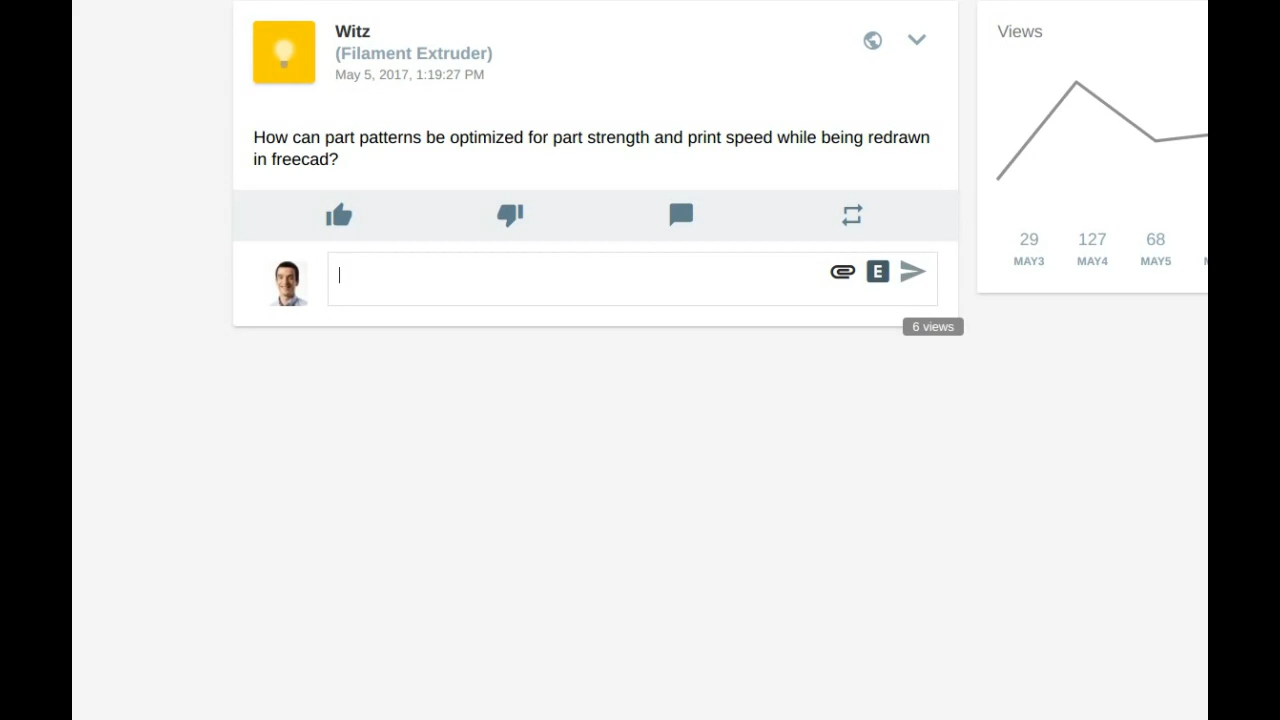 Witz
(Filament Extruder)
May 5, 2017, 1:19:27 PM
How can part patterns be optimized for part strength and print speed while being redrawn
in freecad?
E
6 views
Views
29 127 68
MAY3 MAY4 MAY5